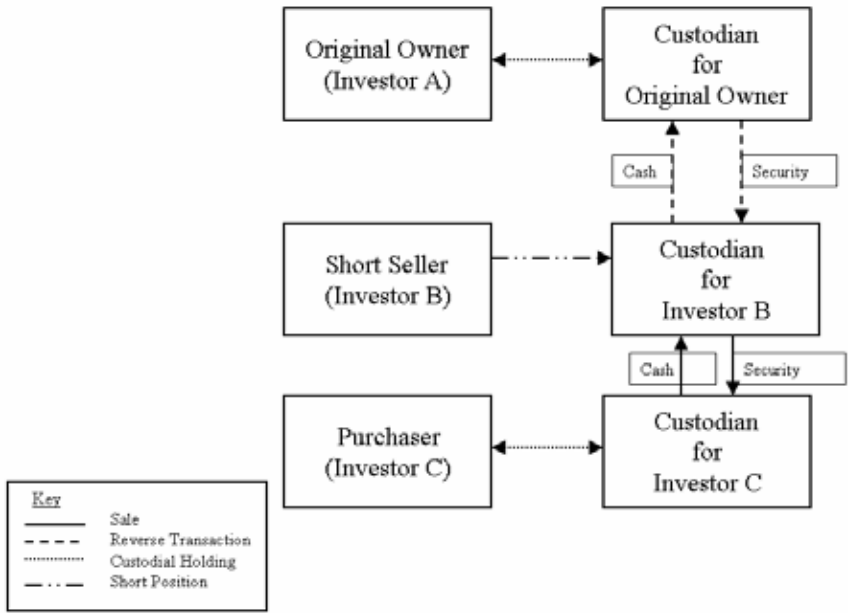 Original Owner
(Investor A)
Custodian
for
Original Owner
Cash
Security
Short Seller
(Investor B)
Custodian
for
Investor B
Cash
Security
Purchaser
(Investor C)
Custodian
for
Investor C
Key
Sale
Reverse Transaction
Custodial Holding
Short Position